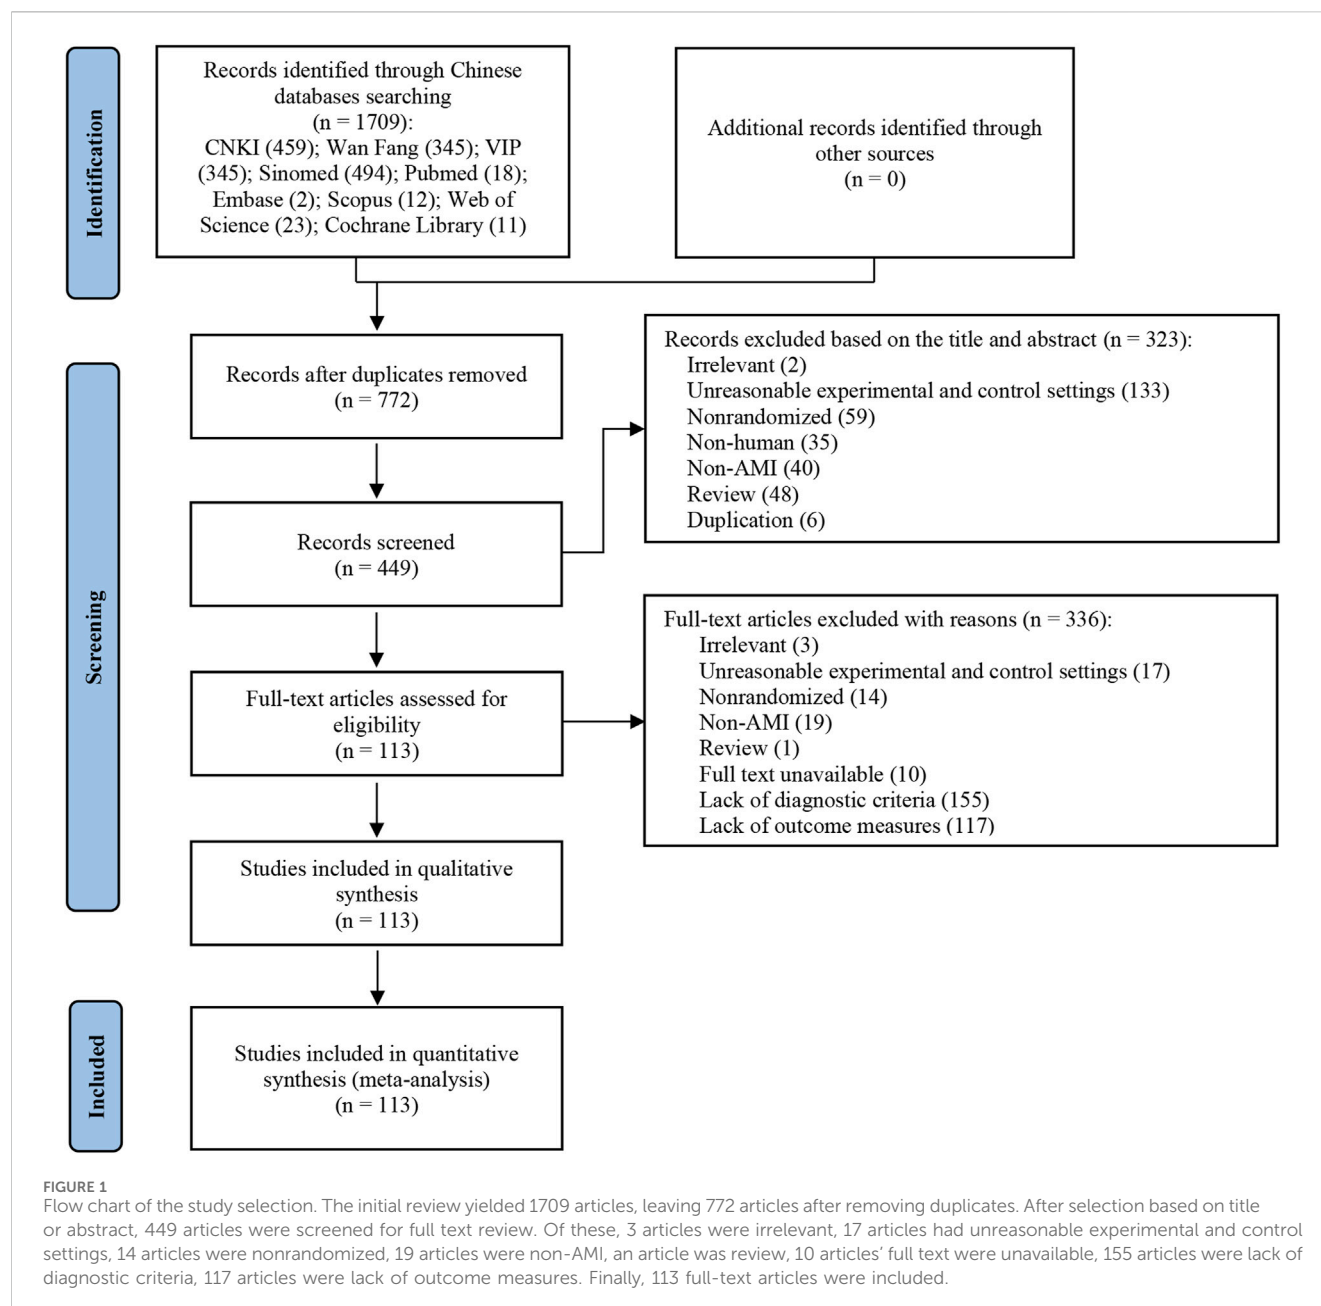 Identification
Records identified through Chinese
databases searching
(n = 1709):
CNKI (459); Wan Fang (345); VIP
(345); Sinomed (494); Pubmed (18);
Embase (2); Scopus (12); Web of
Science (23); Cochrane Library (11)
Additional records identified through
other sources
(n = 0)
Screening
Records after duplicates removed
(n = 772)
Records excluded based on the title and abstract (n = 323):
Irrelevant (2)
Unreasonable experimental and control settings (133)
Nonrandomized (59)
Non-human (35)
Non-AMI (40)
Review (48)
Duplication (6)
Records screened
(n = 449)
Full-text articles assessed for
eligibility
(n = 113)
Full-text articles excluded with reasons (n = 336):
Irrelevant (3)
Unreasonable experimental and control settings (17)
Nonrandomized (14)
Non-AMI (19)
Review (1)
Full text unavailable (10)
Lack of diagnostic criteria (155)
Lack of outcome measures (117)
Studies included in qualitative
synthesis
(n = 113)
Included
Studies included in quantitative
synthesis (meta-analysis)
(n = 113)
FIGURE 1
Flow chart of the study selection. The initial review yielded 1709 articles, leaving 772 articles after removing duplicates. After selection based on title
or abstract, 449 articles were screened for full text review. Of these, 3 articles were irrelevant, 17 articles had unreasonable experimental and control
settings, 14 articles were nonrandomized, 19 articles were non-AMI, an article was review, 10 articles' full text were unavailable, 155 articles were lack of
diagnostic criteria, 117 articles were lack of outcome measures. Finally, 113 full-text articles were included.